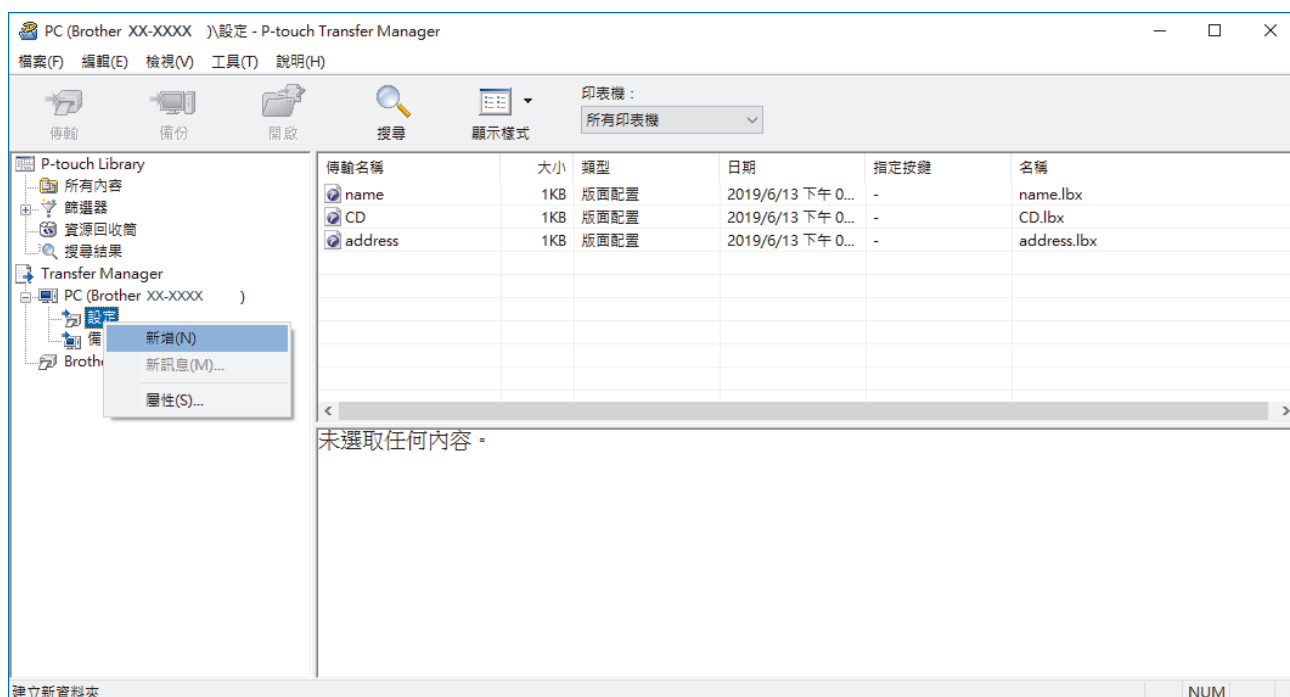 PC (Brother XX-XXXX )\設定 - P-touch Transfer Manager
檔案(F) 編輯(E) 檢視(V) 工具(T) 說明(H)
傳輸 備份 開啟 搜尋 顯示樣式
印表機：
所有印表機
P-touch Library
所有內容
篩選器
資源回收筒
搜尋結果
Transfer Manager
PC (Brother XX-XXXX )
設定
備
Brothe
新增(N)
新訊息(M)...
屬性(S)...
傳輸名稱 大小 類型 日期 指定按鍵 名稱
name 1KB 版面配置 2019/6/13 下午 0... - name.lbx
CD 1KB 版面配置 2019/6/13 下午 0... - CD.lbx
address 1KB 版面配置 2019/6/13 下午 0... - address.lbx
未選取任何內容。
建立新資料夾 NUM